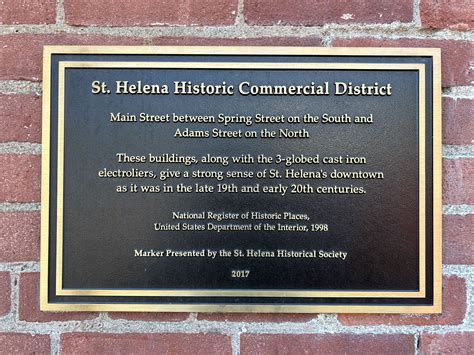 St. Helena Historic Commercial District
Main Street between Spring Street on the South and
Adams Street on the North
These buildings, along with the 3-globed cast iron
electroliers, give a strong sense of St. Helena's downtown
as it was in the late 19th and early 20th centuries.
National Register of Historic Places,
United States Department of the Interior, 1998
Marker Presented by the St. Helena Historical Society
2017